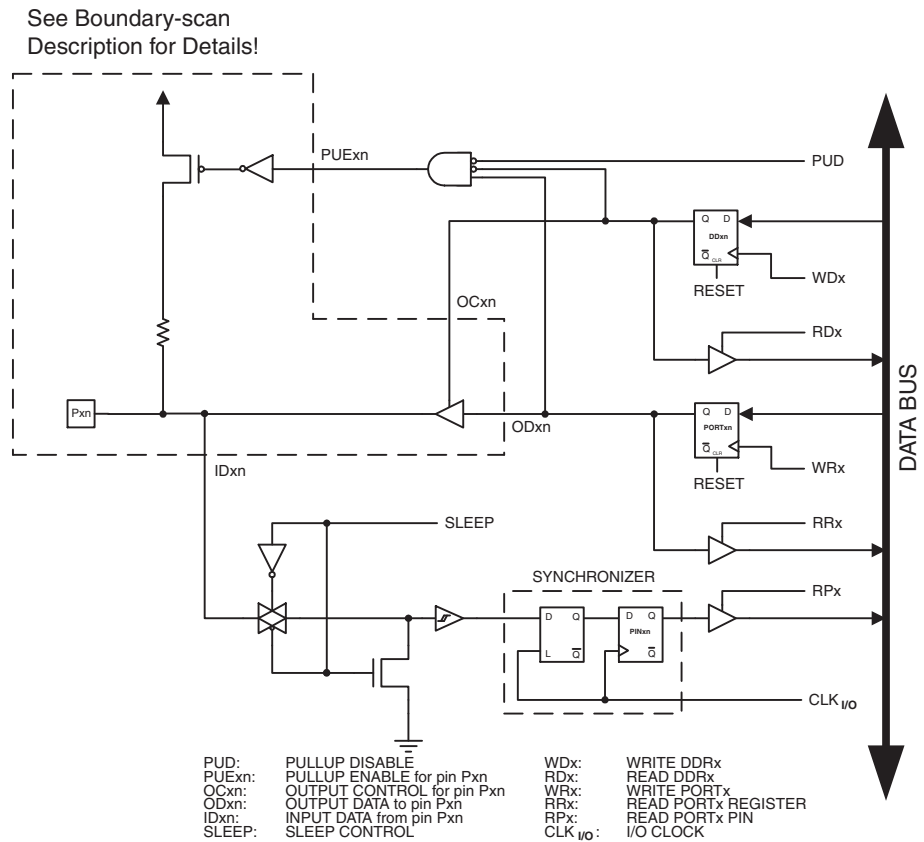 See Boundary-scan
Description for Details!
PUExn
PUD
Q D
DDxn
Q CLR
WDx
RESET
OCxn
RDx
Pxn
ODxn
Q D
PORTxn
Q CLR
WRx
RESET
IDxn
SLEEP
RRx
SYNCHRONIZER
RPx
D Q
L Q
D Q
PINxn
Q
CLK I/O
DATA BUS
PUD: PULLUP DISABLE
PUExn: PULLUP ENABLE for pin Pxn
OCxn: OUTPUT CONTROL for pin Pxn
ODxn: OUTPUT DATA to pin Pxn
IDxn: INPUT DATA from pin Pxn
SLEEP: SLEEP CONTROL
WDx: WRITE DDRx
RDx: READ DDRx
WRx: WRITE PORTx
RRx: READ PORTx REGISTER
RPx: READ PORTx PIN
CLK I/O: I/O CLOCK